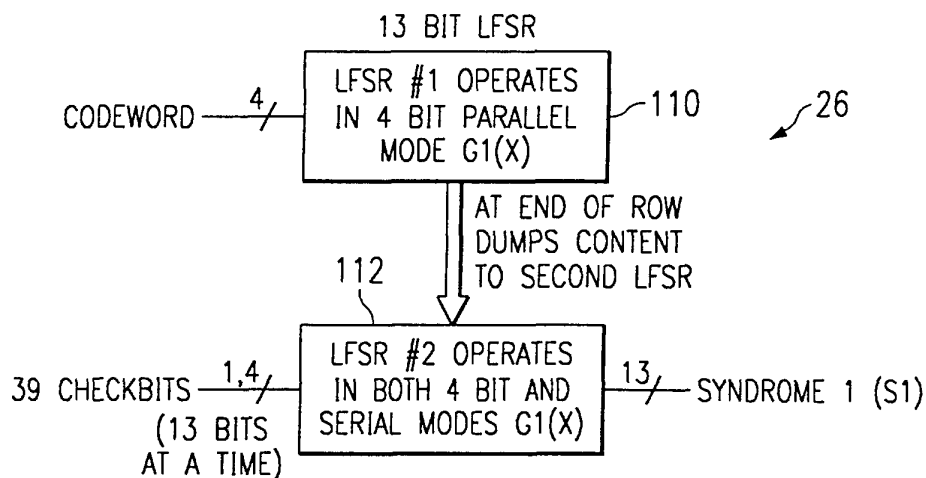 13 BIT LFSR
LFSR #1 OPERATES
IN 4 BIT PARALLEL
MODE G1(X)
CODEWORD
4
110
26
AT END OF ROW
DUMPS CONTENT
TO SECOND LFSR
112
LFSR #2 OPERATES
IN BOTH 4 BIT AND
SERIAL MODES G1(X)
39 CHECKBITS
1,4
(13 BITS
AT A TIME)
13
SYNDROME 1 (S1)